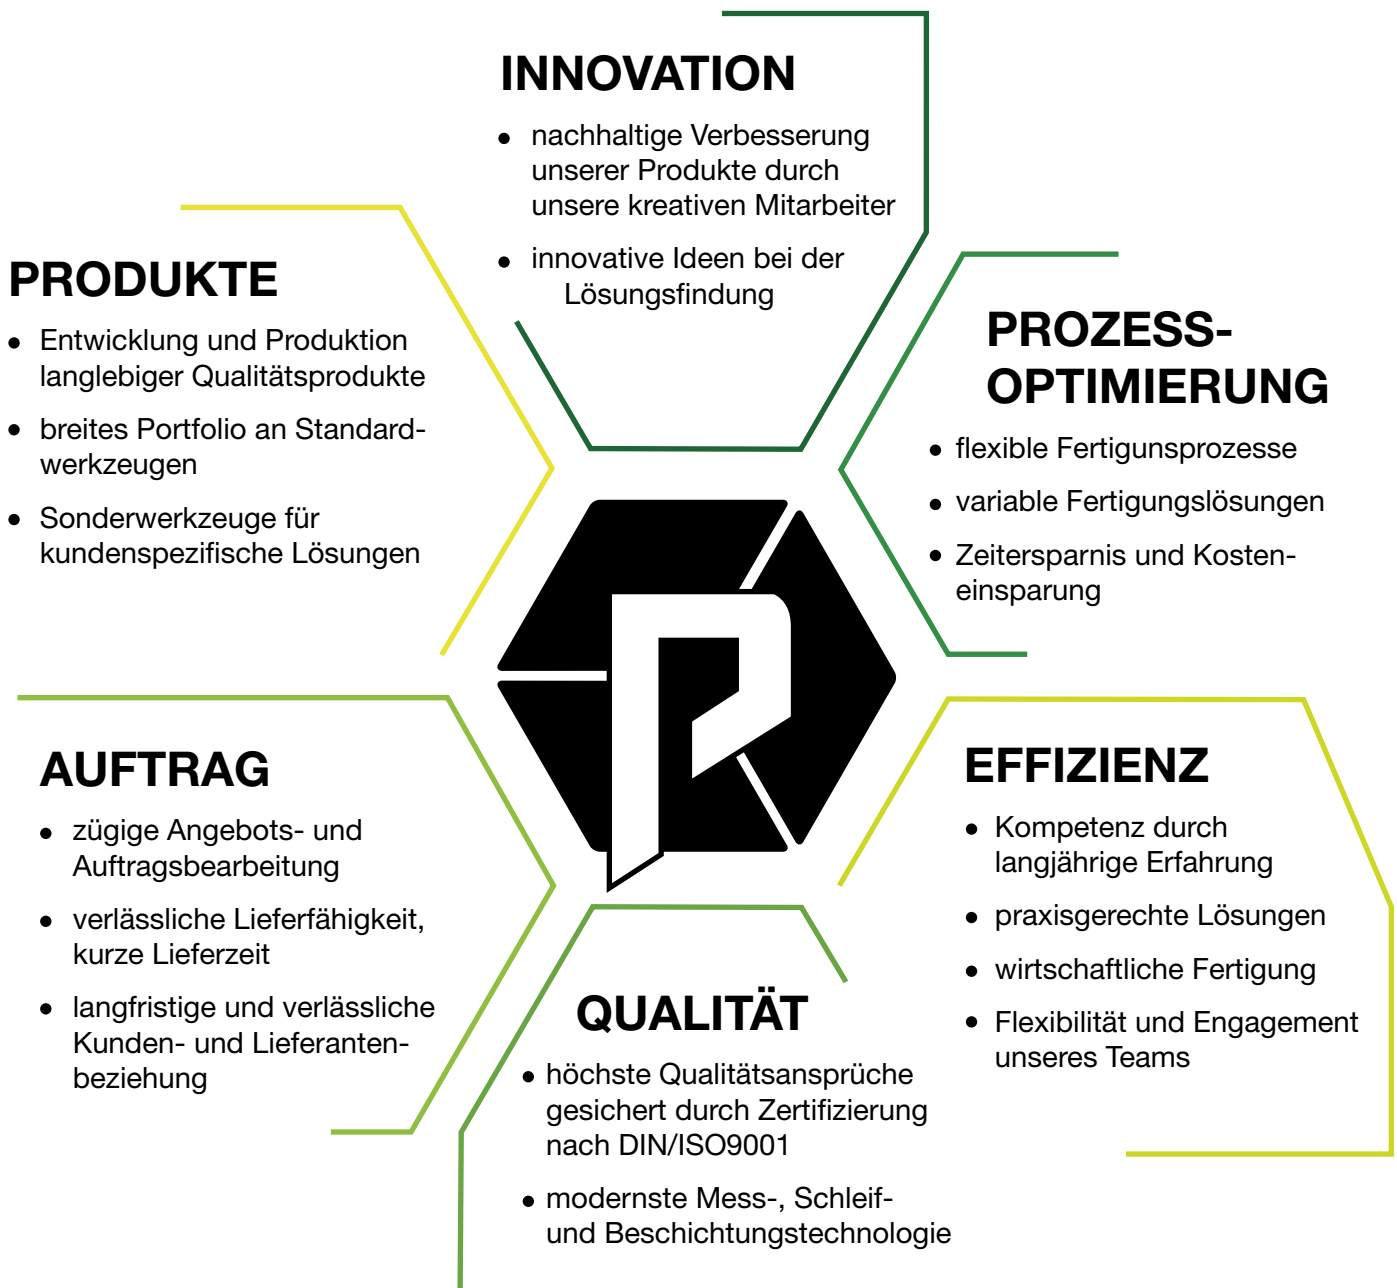 INNOVATION
• nachhaltige Verbesserung
unserer Produkte durch
unsere kreativen Mitarbeiter
• innovative Ideen bei der
Lösungsfindung
PRODUKTE
• Entwicklung und Produktion
langlebiger Qualitätsprodukte
• breites Portfolio an Standard-
werkzeugen
• Sonderwerkzeuge für
kundenspezifische Lösungen
PROZESS-
OPTIMIERUNG
• flexible Fertigunsprozesse
• variable Fertigungslösungen
• Zeitersparnis und Kosten-
einsparung
AUFTRAG
• zügige Angebots- und
Auftragsbearbeitung
• verlässliche Lieferfähigkeit,
kurze Lieferzeit
• langfristige und verlässliche
Kunden- und Lieferanten-
beziehung
EFFIZIENZ
• Kompetenz durch
langjährige Erfahrung
• praxisgerechte Lösungen
• wirtschaftliche Fertigung
• Flexibilität und Engagement
unseres Teams
QUALITÄT
• höchste Qualitätsansprüche
gesichert durch Zertifizierung
nach DIN/ISO9001
• modernste Mess-, Schleif-
und Beschichtungstechnologie
P